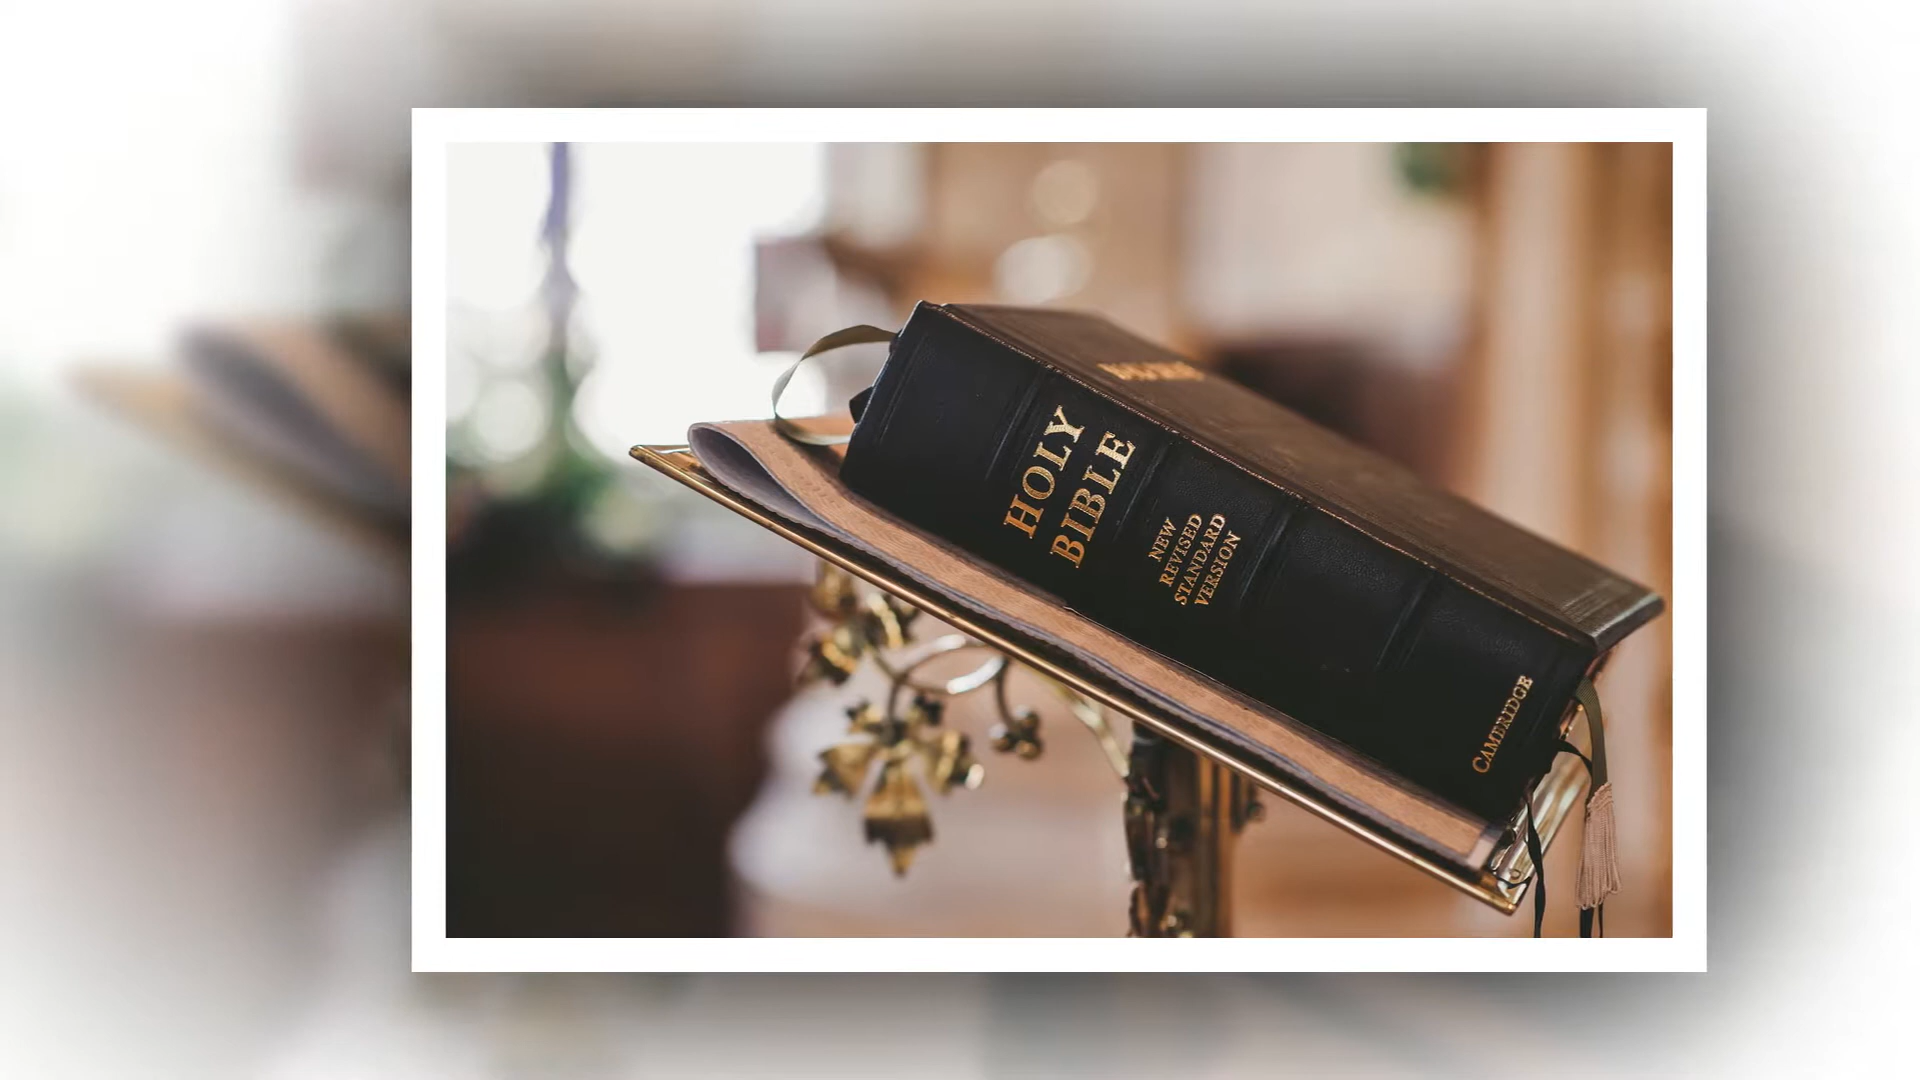 HOLY
BIBLE
NEW
REVISED
STANDARD
VERSION
CAMBRIDGE